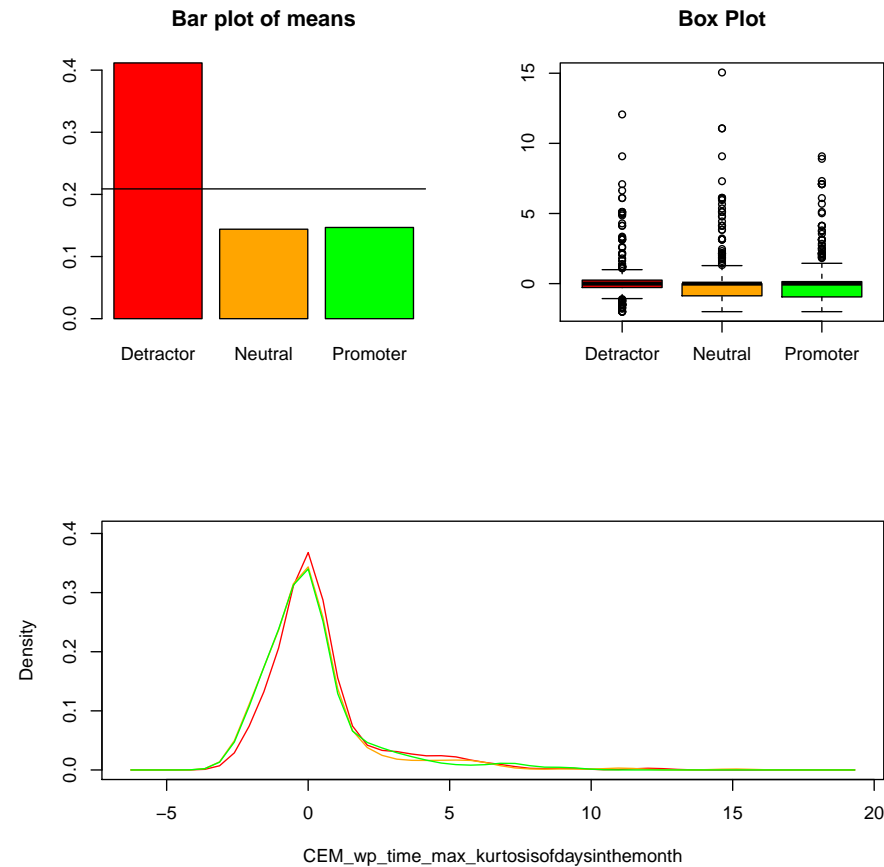 Bar plot of means
0.0
0.1
0.2
0.3
0.4
Detractor
Neutral
Promoter
Box Plot
0
5
10
15
Detractor
Neutral
Promoter
Density
0.0
0.1
0.2
0.3
0.4
−5
0
5
10
15
20
CEM_wp_time_max_kurtosisofdaysinthemonth